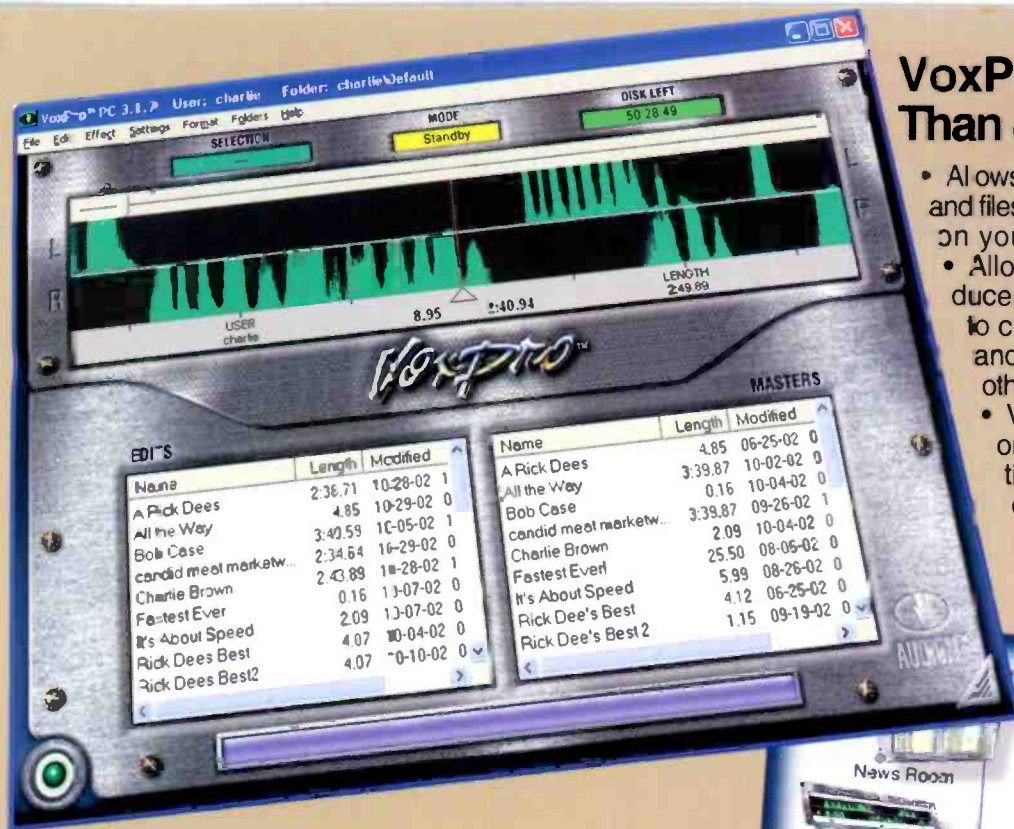 VoxPro™ PC 3.1.7 User: charlie Folder: charlie\Default
File Edit Effect Settings Format Folders Help
SELECTION
MODE
DISK LEFT
---
Standby
50 28 49
L
L
R
R
USER
charlie
8.95
2:40.94
LENGTH
2:49.89
VoxPro™
EDITS
Name Length Modified
A Rick Dees 2:36.71 10-28-02 1
All the Way 4.85 10-29-02 0
Bob Case 3:40.59 10-05-02 1
candid meat marketw... 2:34.64 10-29-02 0
Charlie Brown 2:43.89 10-28-02 1
Fastest Ever 0.16 13-07-02 0
It's About Speed 2.09 13-07-02 0
Rick Dees Best 4.07 10-04-02 0
Rick Dees Best2 4.07 10-10-02 0
MASTERS
Name Length Modified
A Rick Dees 4.85 06-25-02 0
All the Way 3:39.87 10-02-02 0
Bob Case 0.16 10-04-02 0
candid meat marketw... 3:39.87 09-26-02 1
Charlie Brown 2.09 10-04-02 0
Fastest Ever! 25.50 08-05-02 0
It's About Speed 5.99 08-26-02 0
Rick Dee's Best 4.12 06-25-02 0
Rick Dee's Best 2 1.15 09-19-02 0
VoxP
Than
• Allows
and files
on you
• Allo
duce
to c
and
oth
• V
or
ti
News Room